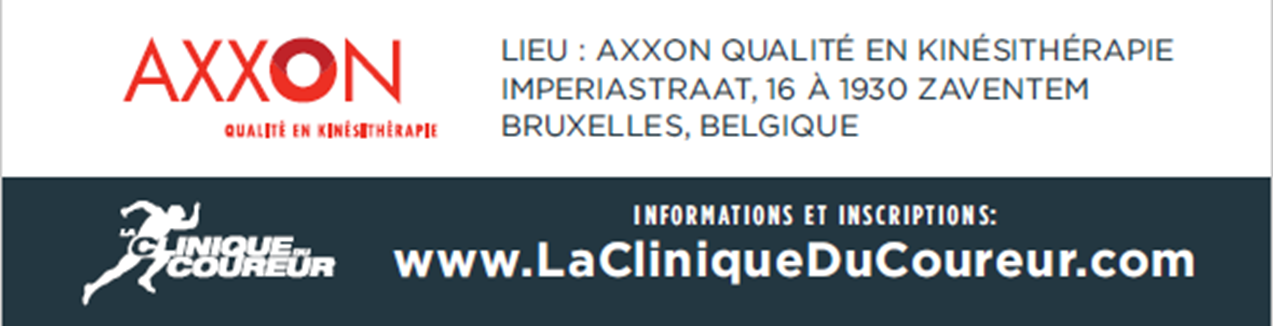 AXXON
QUALITÉ EN KINÉSITHÉRAPIE
LIEU : AXXON QUALITÉ EN KINÉSITHÉRAPIE
IMPERIASTRAAT, 16 À 1930 ZAVENTEM
BRUXELLES, BELGIQUE
LA CLINIQUE DU
COUREUR
INFORMATIONS ET INSCRIPTIONS:
www.LaCliniqueDuCoureur.com